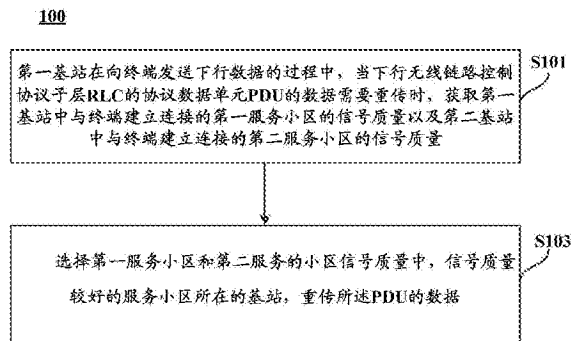 100
S101
第一基站在向终端发送下行数据的过程中，当下行无线链路控制
协议子层RLC的协议数据单元PDU的数据需要重传时，获取第一
基站中与终端建立连接的第一服务小区的信号质量以及第二基站
中与终端建立连接的第二服务小区的信号质量
S103
选择第一服务小区和第二服务的小区信号质量中，信号质量
较好的服务小区所在的基站，重传所述PDU的数据